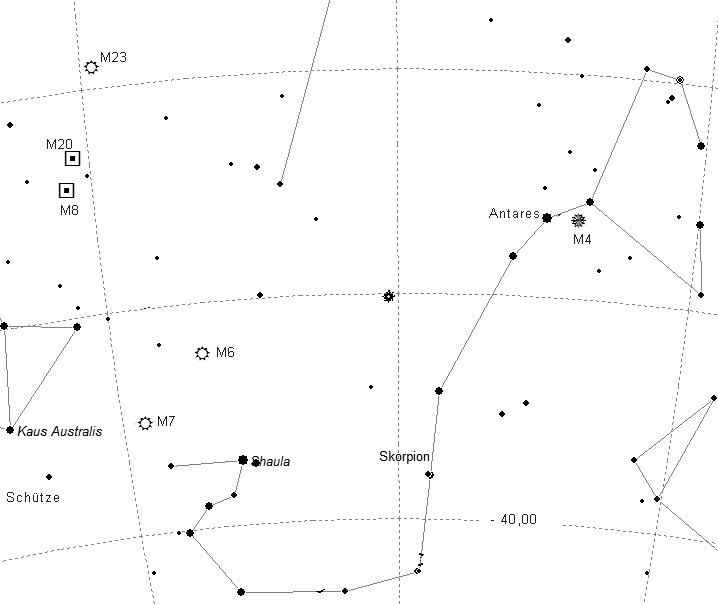 M23
M20
M8
Antares
M4
M6
M7
Kaus Australis
Shaula
Skorpion
Schütze
- 40,00